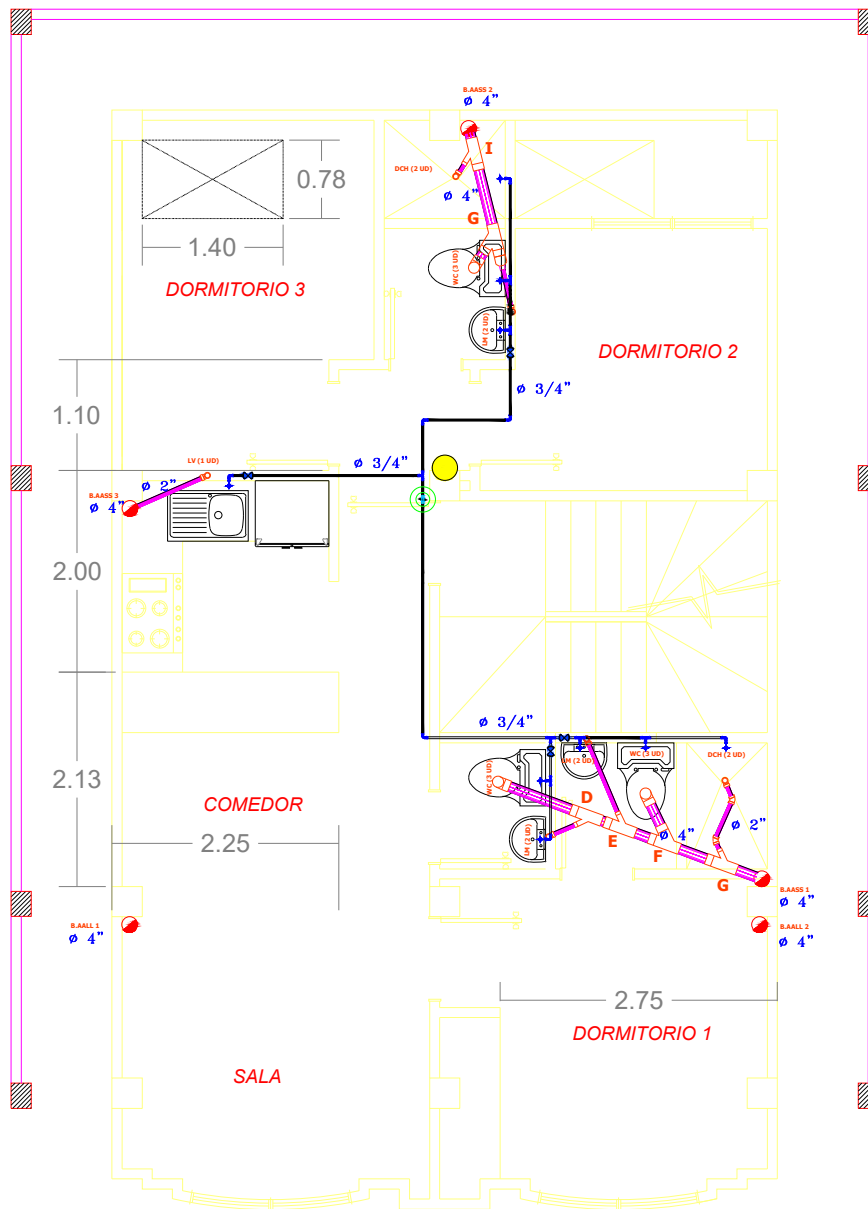 B.AASS 2
ø 4"
I
DCH (2 UD)
0.78
ø 4"
G
1.40
WC (3 UD)
DORMITORIO 3
LM (2 UD)
DORMITORIO 2
ø 3/4"
1.10
LV (1 UD)
ø 3/4"
ø 2"
B.AASS 3
ø 4"
2.00
ø 3/4"
WC (3 UD)
LM (2 UD)
WC (3 UD)
DCH (2 UD)
2.13
COMEDOR
D
2.25
LM (2 UD)
E
ø 4"
ø 2"
F
G
B.AASS 1
ø 4"
B.AALL 1
ø 4"
B.AALL 2
ø 4"
2.75
DORMITORIO 1
SALA